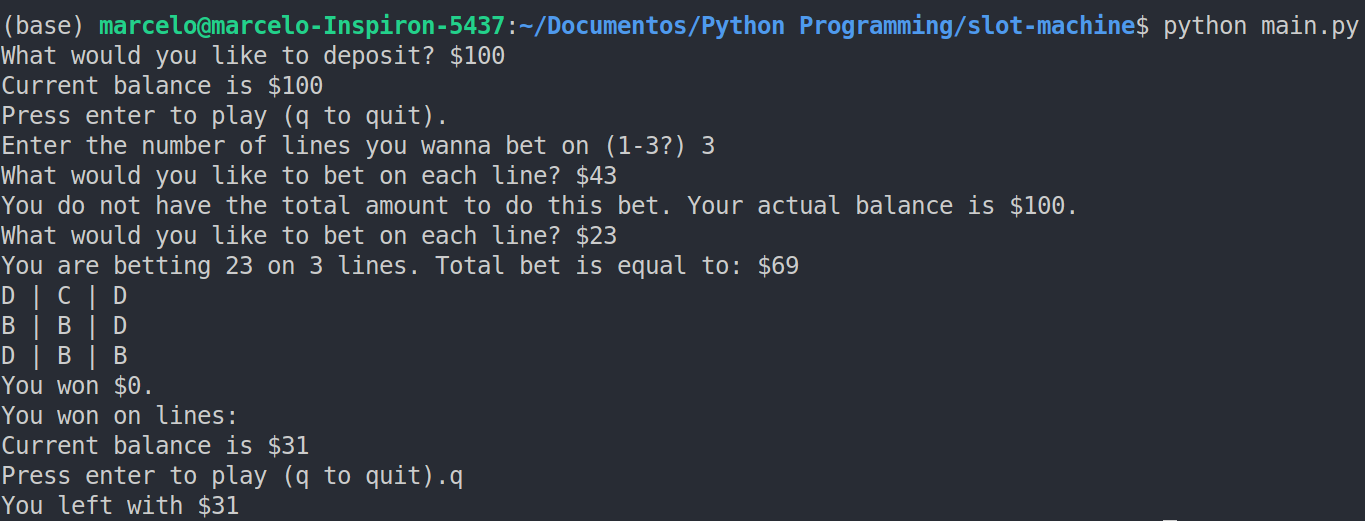 (base) marcelo@marcelo-Inspiron-5437:~/Documentos/Python Programming/slot-machine$ python main.py
What would you like to deposit? $100
Current balance is $100
Press enter to play (q to quit).
Enter the number of lines you wanna bet on (1-3?) 3
What would you like to bet on each line? $43
You do not have the total amount to do this bet. Your actual balance is $100.
What would you like to bet on each line? $23
You are betting 23 on 3 lines. Total bet is equal to: $69
D | C | D
B | B | D
D | B | B
You won $0.
You won on lines:
Current balance is $31
Press enter to play (q to quit).q
You left with $31